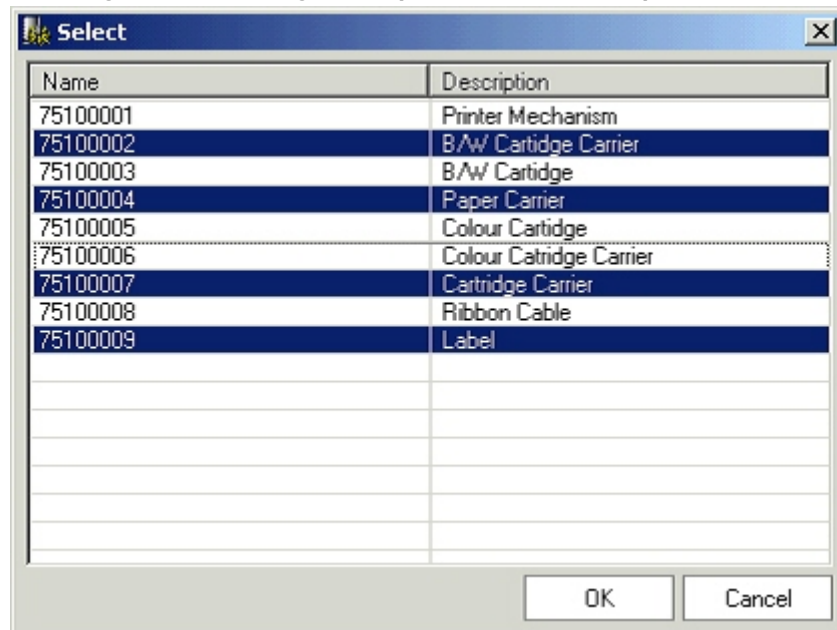 Select
Name Description
75100001 Printer Mechanism
75100002 B/W Cartidge Carrier
75100003 B/W Cartidge
75100004 Paper Carrier
75100005 Colour Cartidge
75100006 Colour Catridge Carrier
75100007 Cartridge Carrier
75100008 Ribbon Cable
75100009 Label
OK Cancel